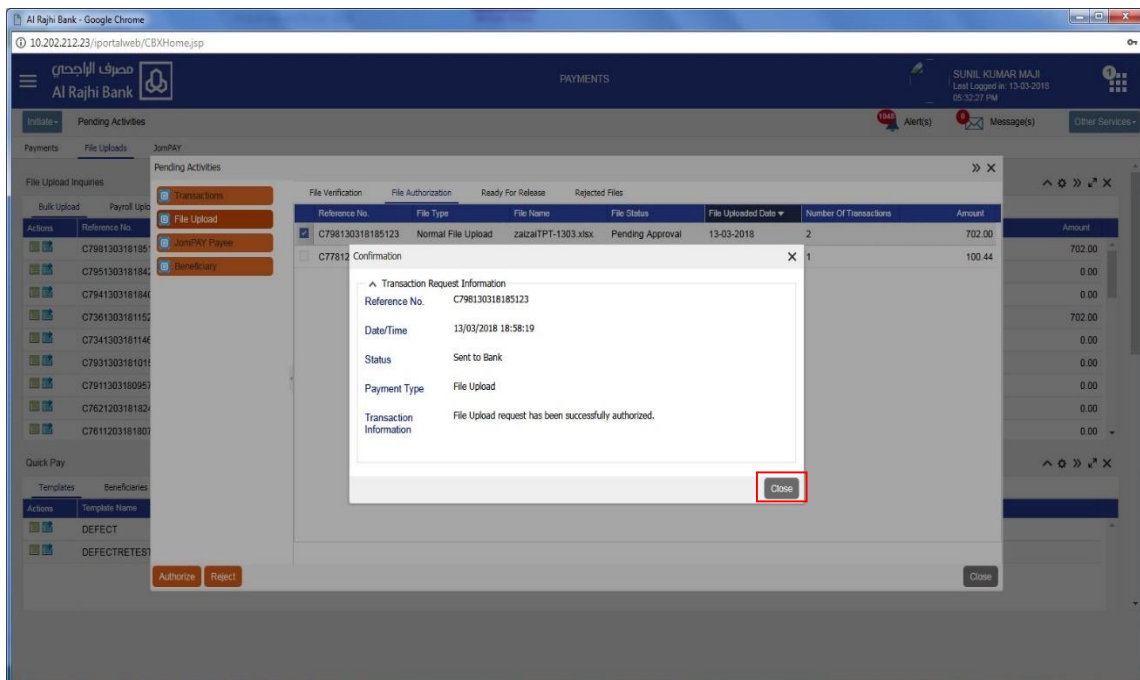 Al Rajhi Bank - Google Chrome
10.202.212.23/iportalweb/CBXHome.jsp
مصرف الراجحي
Al Rajhi Bank
PAYMENTS
SUNIL KUMAR MAJI
Last Logged in: 13-03-2018
05:32:27 PM
1
Initiate
Pending Activities
Alert(s)
Message(s)
Other Services
Payments File Uploads JomPAY
Pending Activities
File Upload Inquiries
Bulk Upload Payroll Uplo
Actions Reference No. Amount
C798130318185 702.00
C795130318184 0.00
C794130318184 0.00
C736130318115 702.00
C734130318114 0.00
C793130318101 0.00
C791130318095 0.00
C762120318182 0.00
C761120318180 0.00
Transactions
File Upload
JomPAY Payee
Beneficiary
File Verification File Authorization Ready For Release Rejected Files
Reference No. File Type File Name File Status File Uploaded Date Number Of Transactions Amount
C798130318185123 Normal File Upload zaizaiTPT-1303.xlsx Pending Approval 13-03-2018 2 702.00
C77812 1 100.44
Confirmation
Transaction Request Information
Reference No. C798130318185123
Date/Time 13/03/2018 18:58:19
Status Sent to Bank
Payment Type File Upload
Transaction Information File Upload request has been successfully authorized.
Close
Quick Pay
Templates Beneficiaries
Actions Template Name
DEFECT
DEFECTRETEST
Authorize Reject
Close